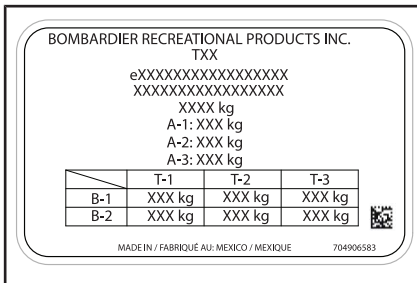 BOMBARDIER RECREATIONAL PRODUCTS INC.
TXX
eXXXXXXXXXXXXXXXXX
XXXXXXXXXXXXXXXXX
XXXX kg
A-1: XXX kg
A-2: XXX kg
A-3: XXX kg
T-1 T-2 T-3
B-1 XXX kg XXX kg XXX kg
B-2 XXX kg XXX kg XXX kg
MADE IN / FABRIQUÉ AU: MEXICO / MEXIQUE 704906583